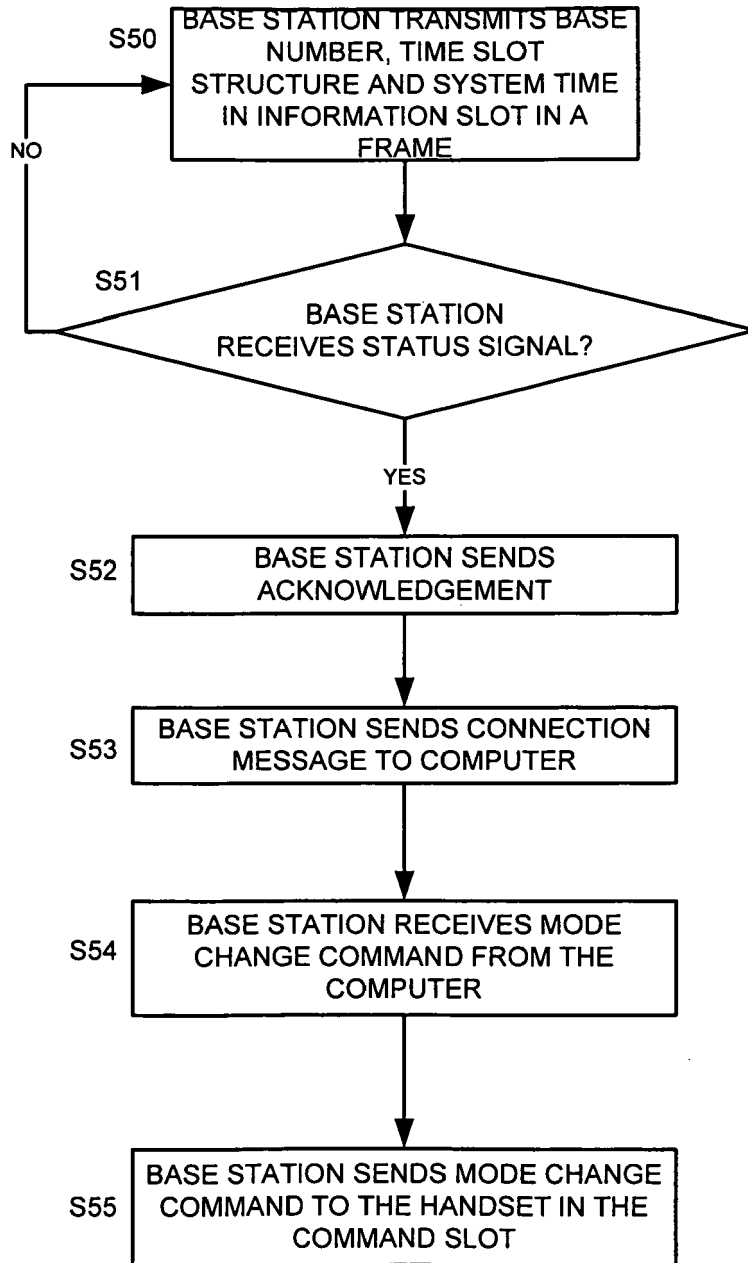 S50
BASE STATION TRANSMITS BASE
NUMBER, TIME SLOT
STRUCTURE AND SYSTEM TIME
IN INFORMATION SLOT IN A
FRAME
NO
S51
BASE STATION
RECEIVES STATUS SIGNAL?
YES
S52
BASE STATION SENDS
ACKNOWLEDGEMENT
S53
BASE STATION SENDS CONNECTION
MESSAGE TO COMPUTER
S54
BASE STATION RECEIVES MODE
CHANGE COMMAND FROM THE
COMPUTER
S55
BASE STATION SENDS MODE CHANGE
COMMAND TO THE HANDSET IN THE
COMMAND SLOT